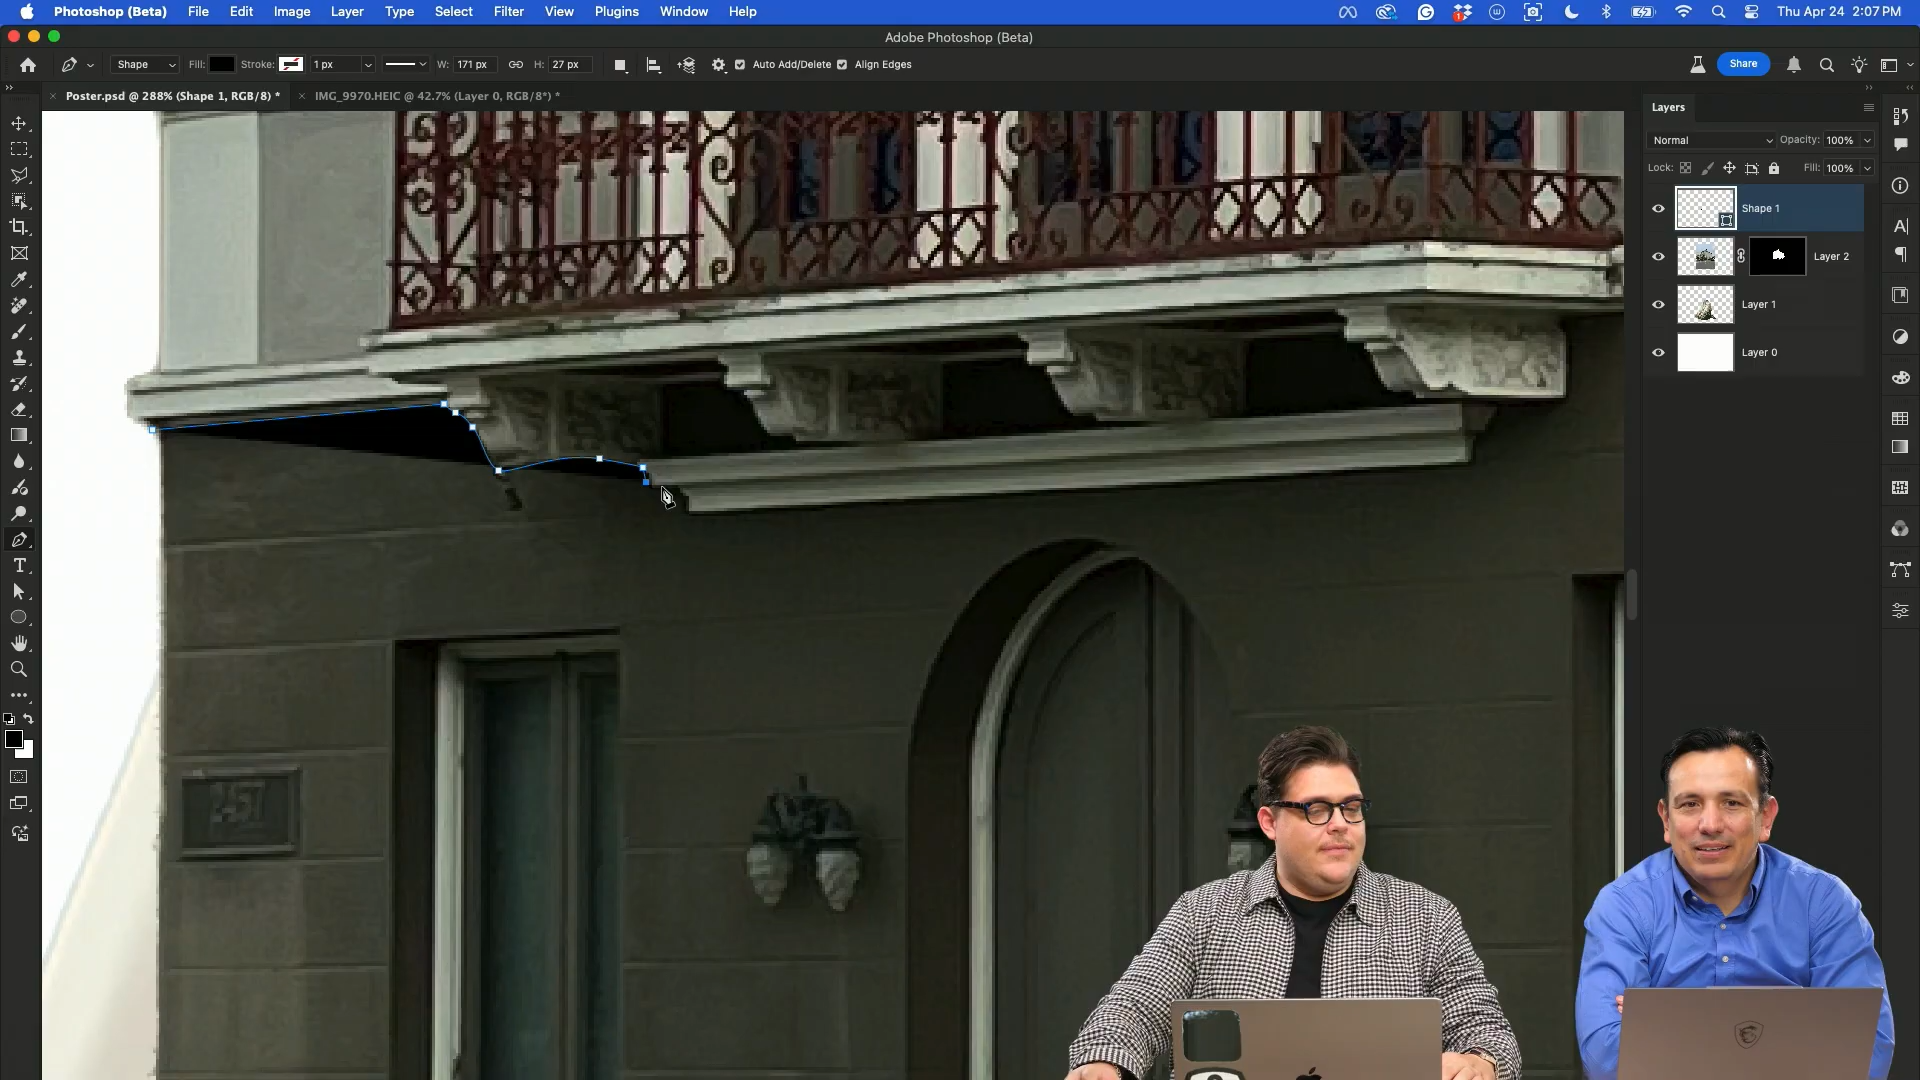 Photoshop (Beta) File Edit Image Layer Type Select Filter View Plugins Window Help Thu Apr 24 2:07 PM
Adobe Photoshop (Beta)
Shape Fill: Stroke: 1 px W: 171 px H: 27 px Auto Add/Delete Align Edges Share
Poster.psd @ 288% (Shape 1, RGB/8) * IMG_9970.HEIC @ 42.7% (Layer 0, RGB/8*) *
Layers
Normal Opacity: 100%
Lock: Fill: 100%
Shape 1
Layer 2
Layer 1
Layer 0